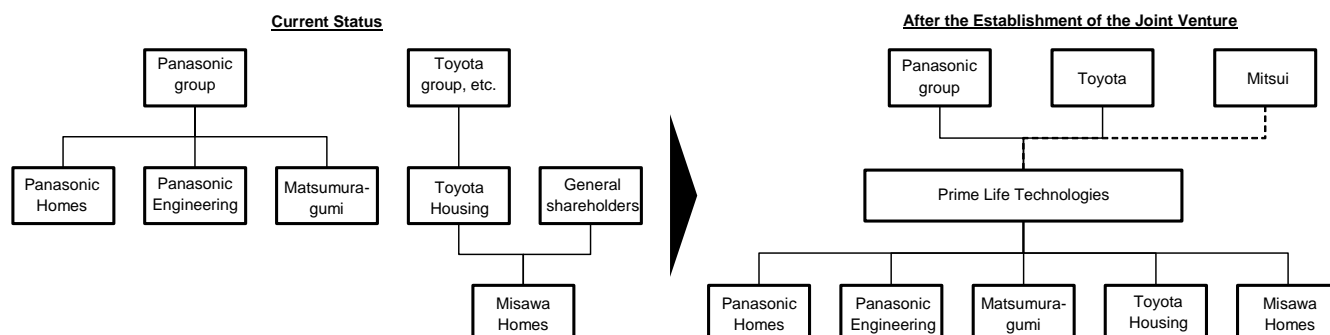 Current Status
Panasonic
group
Toyota
group, etc.
Panasonic
Homes
Panasonic
Engineering
Matsumura-
gumi
Toyota
Housing
General
shareholders
Misawa
Homes
After the Establishment of the Joint Venture
Panasonic
group
Toyota
Mitsui
Prime Life Technologies
Panasonic
Homes
Panasonic
Engineering
Matsumura-
gumi
Toyota
Housing
Misawa
Homes